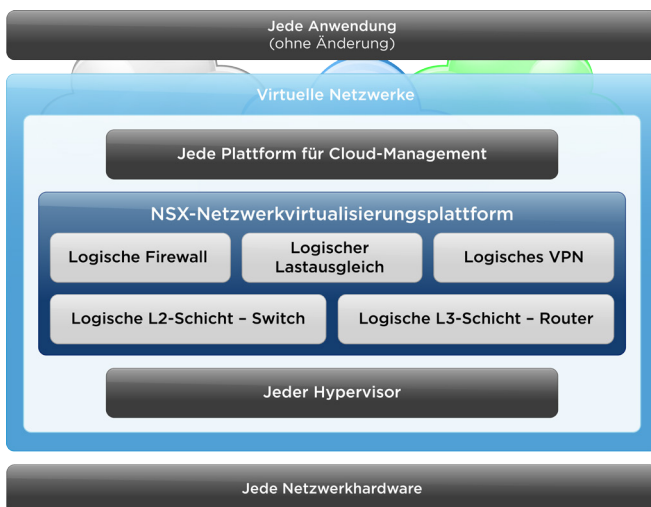 Jede Anwendung
(ohne Änderung)
Virtuelle Netzwerke
Jede Plattform für Cloud-Management
NSX-Netzwerkvirtualisierungsplattform
Logische Firewall
Logischer
Lastausgleich
Logisches VPN
Logische L2-Schicht – Switch
Logische L3-Schicht – Router
Jeder Hypervisor
Jede Netzwerkhardware